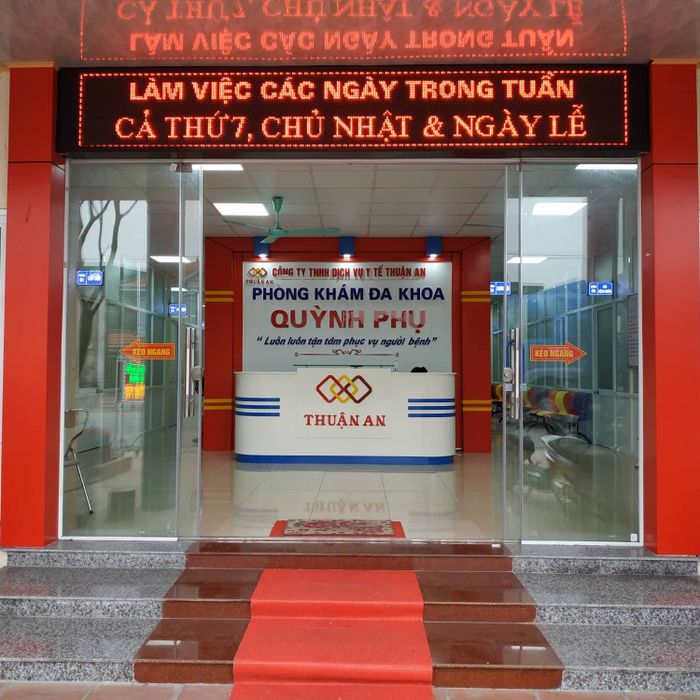 LÀM VIỆC CÁC NGÀY TRONG TUẦN
CẢ THỨ 7, CHỦ NHẬT & NGÀY LỄ
CÔNG TY TNHH DỊCH VỤ Y TẾ THUẬN AN
THUẬN AN
PHÒNG KHÁM ĐA KHOA
QUỲNH PHỤ
“Luôn luôn tận tâm phục vụ người bệnh”
KÉO NGANG
KÉO NGANG
THUẬN AN